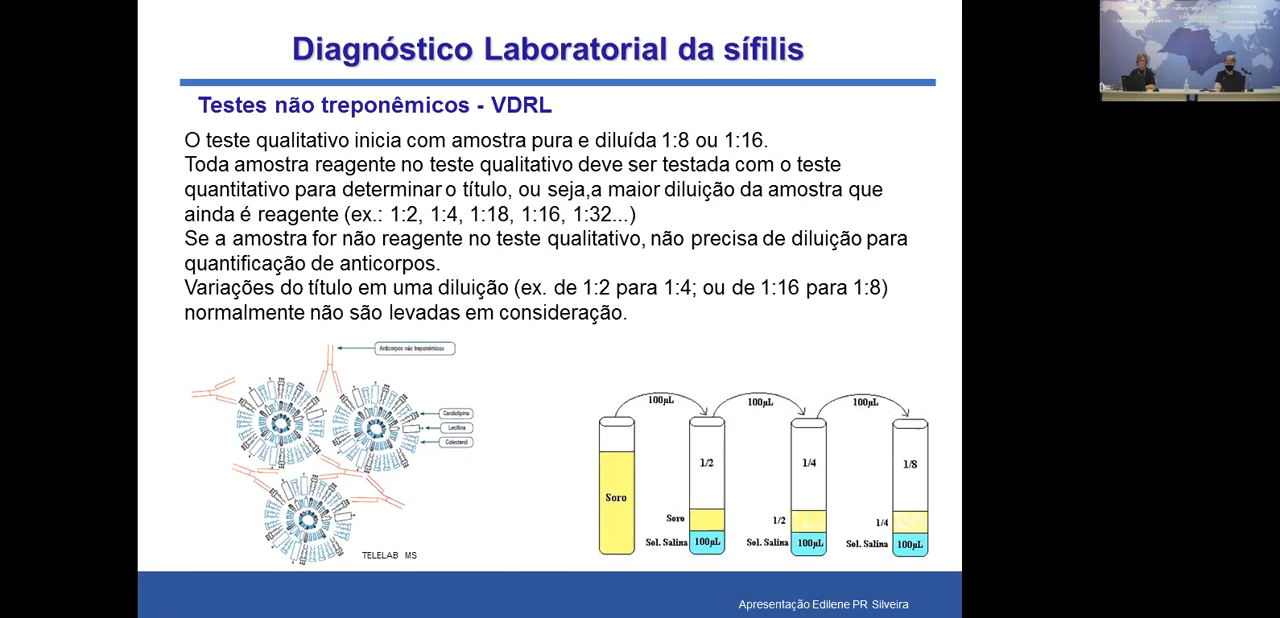 Diagnóstico Laboratorial da sífilis
Testes não treponêmicos - VDRL
O teste qualitativo inicia com amostra pura e diluída 1:8 ou 1:16.
Toda amostra reagente no teste qualitativo deve ser testada com o teste
quantitativo para determinar o título, ou seja,a maior diluição da amostra que
ainda é reagente (ex.: 1:2, 1:4, 1:18, 1:16, 1:32...)
Se a amostra for não reagente no teste qualitativo, não precisa de diluição para
quantificação de anticorpos.
Variações do título em uma diluição (ex. de 1:2 para 1:4; ou de 1:16 para 1:8)
normalmente não são levadas em consideração.
Anticorpos não treponêmicos
Cardiolipina
Lecitina
Colesterol
TELELAB MS
100µL
100µL
100µL
1/2
1/4
1/8
Soro
Soro
1/2
1/4
Sol. Salina
100µL
Sol. Salina
100µL
Sol. Salina
100µL
Apresentação Edilene PR Silveira